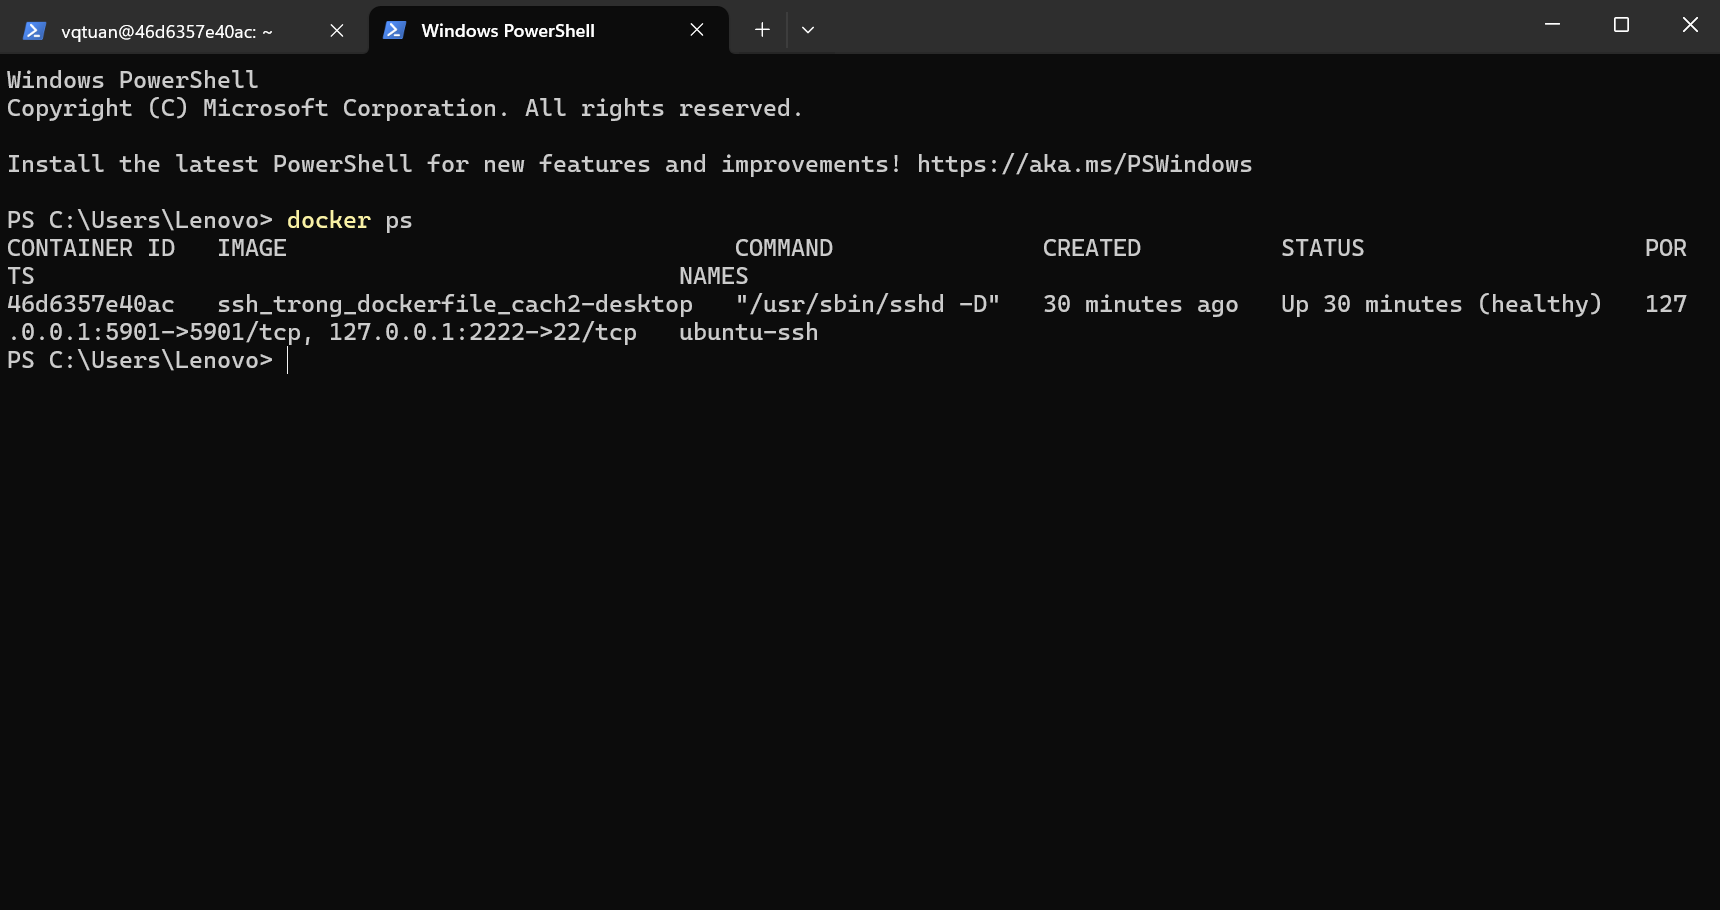 vqtuan@46d6357e40ac: ~
Windows PowerShell
Windows PowerShell
Copyright (C) Microsoft Corporation. All rights reserved.
Install the latest PowerShell for new features and improvements! https://aka.ms/PSWindows
PS C:\Users\Lenovo> docker ps
CONTAINER ID   IMAGE                                COMMAND               CREATED          STATUS                    POR
TS                                              NAMES
46d6357e40ac   ssh_trong_dockerfile_cach2-desktop   "/usr/sbin/sshd -D"   30 minutes ago   Up 30 minutes (healthy)   127
.0.0.1:5901->5901/tcp, 127.0.0.1:2222->22/tcp   ubuntu-ssh
PS C:\Users\Lenovo>